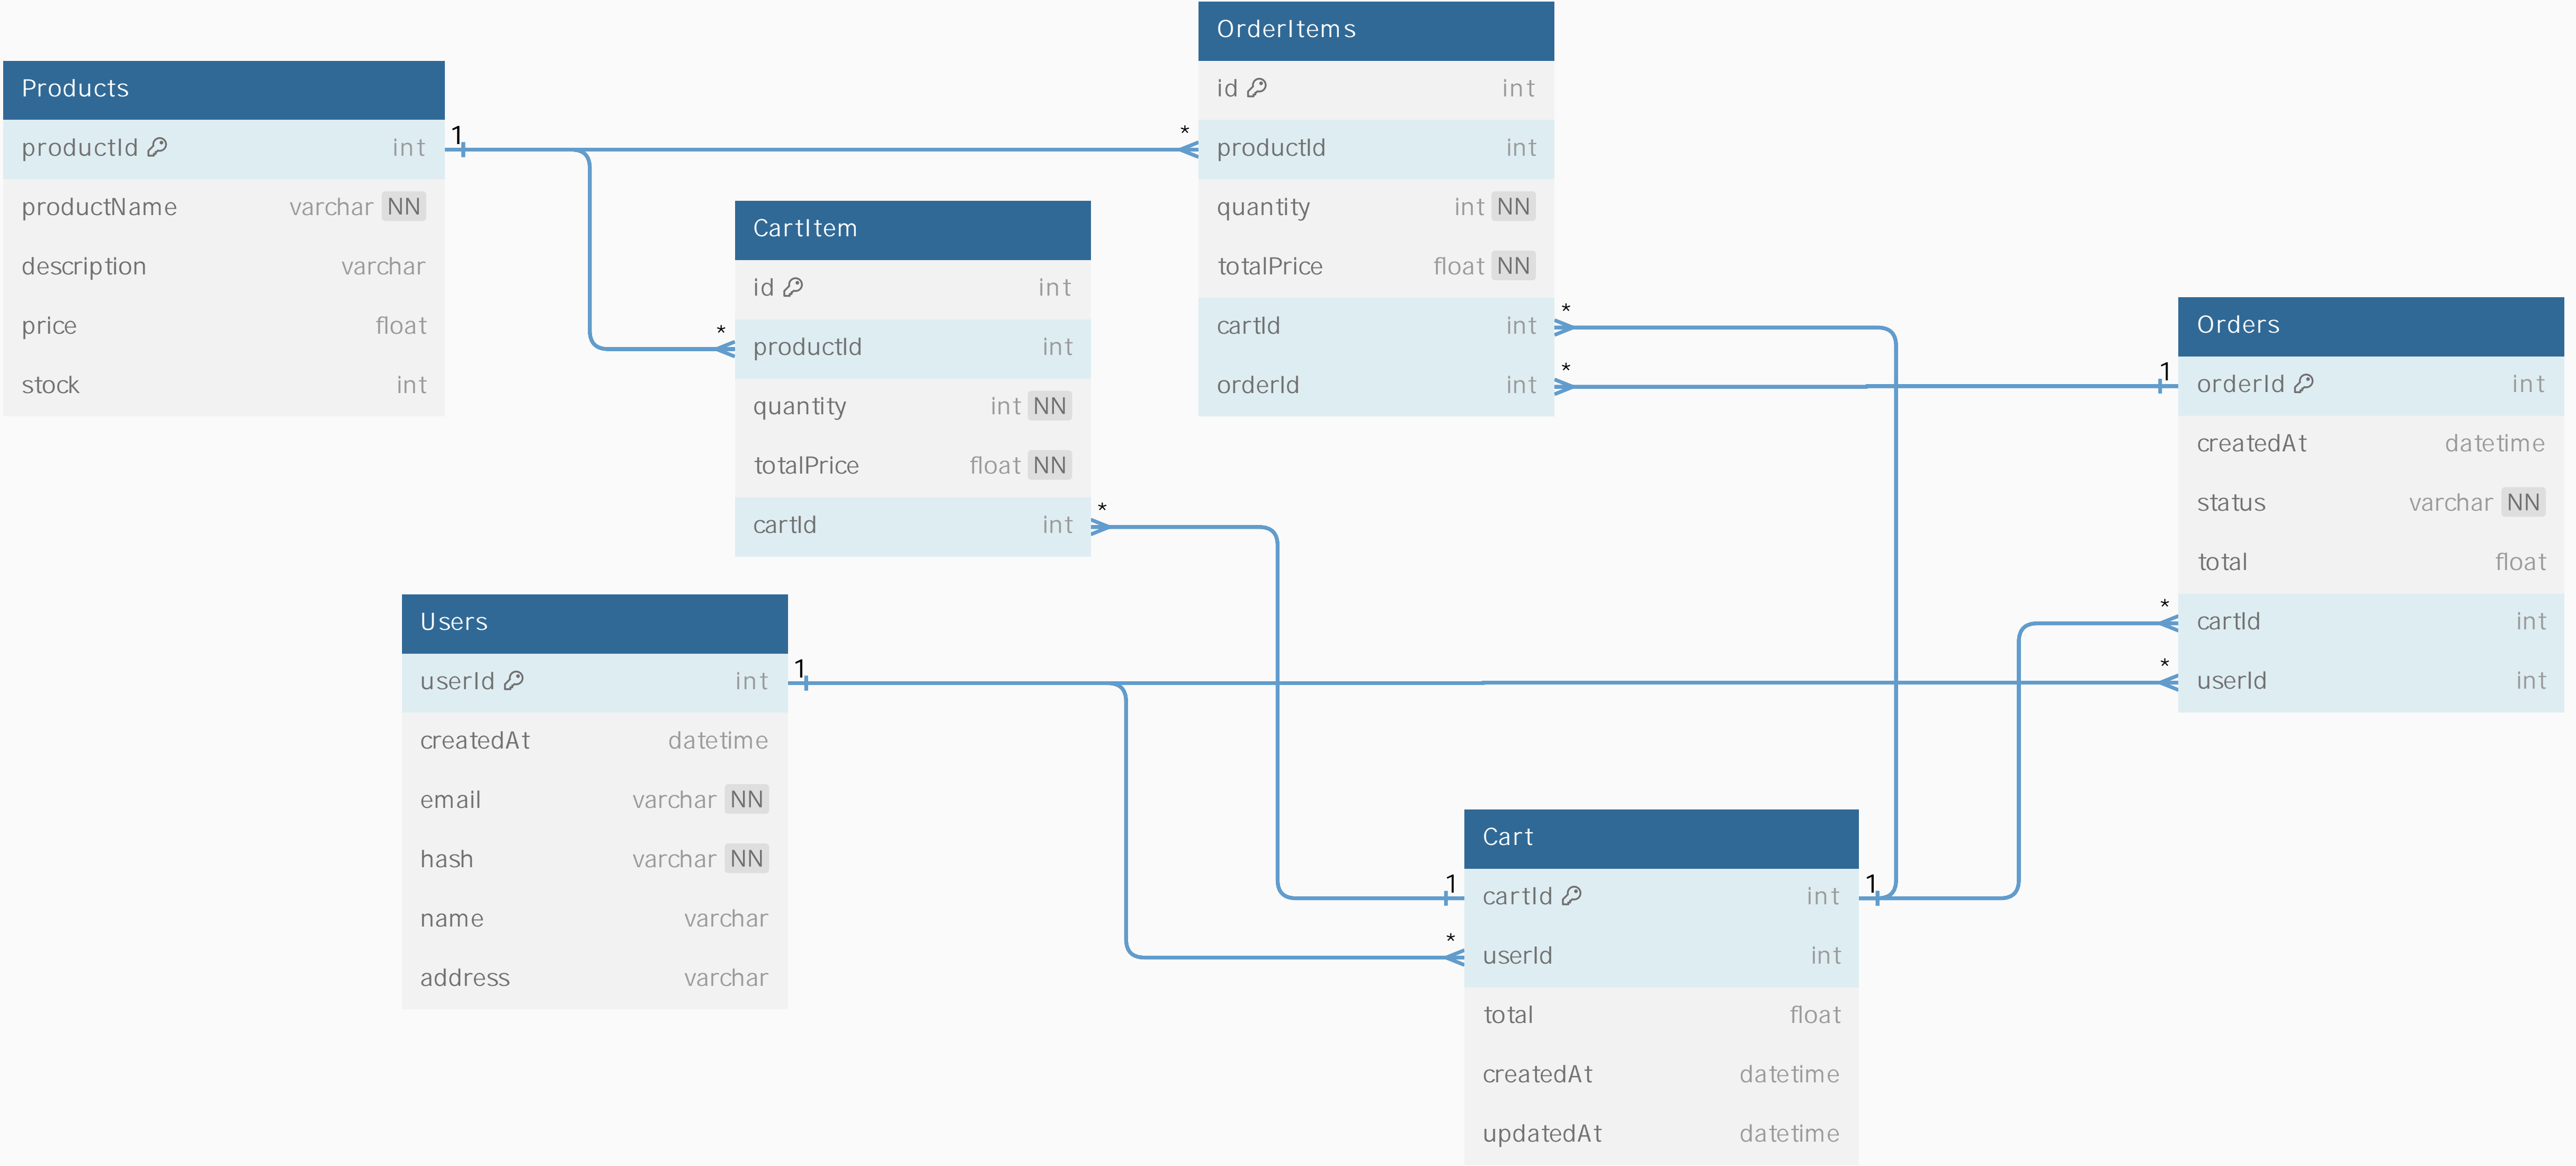 Products
productId int
productName varchar NN
description varchar
price float
stock int
1
*
*
OrderItems
id int
productId int
quantity int NN
totalPrice float NN
cartId int
orderId int
*
*
CartItem
id int
productId int
quantity int NN
totalPrice float NN
cartId int
*
Orders
orderId int
createdAt datetime
status varchar NN
total float
cartId int
userId int
1
*
*
Users
userId int
createdAt datetime
email varchar NN
hash varchar NN
name varchar
address varchar
1
Cart
cartId int
userId int
total float
createdAt datetime
updatedAt datetime
1
1
*